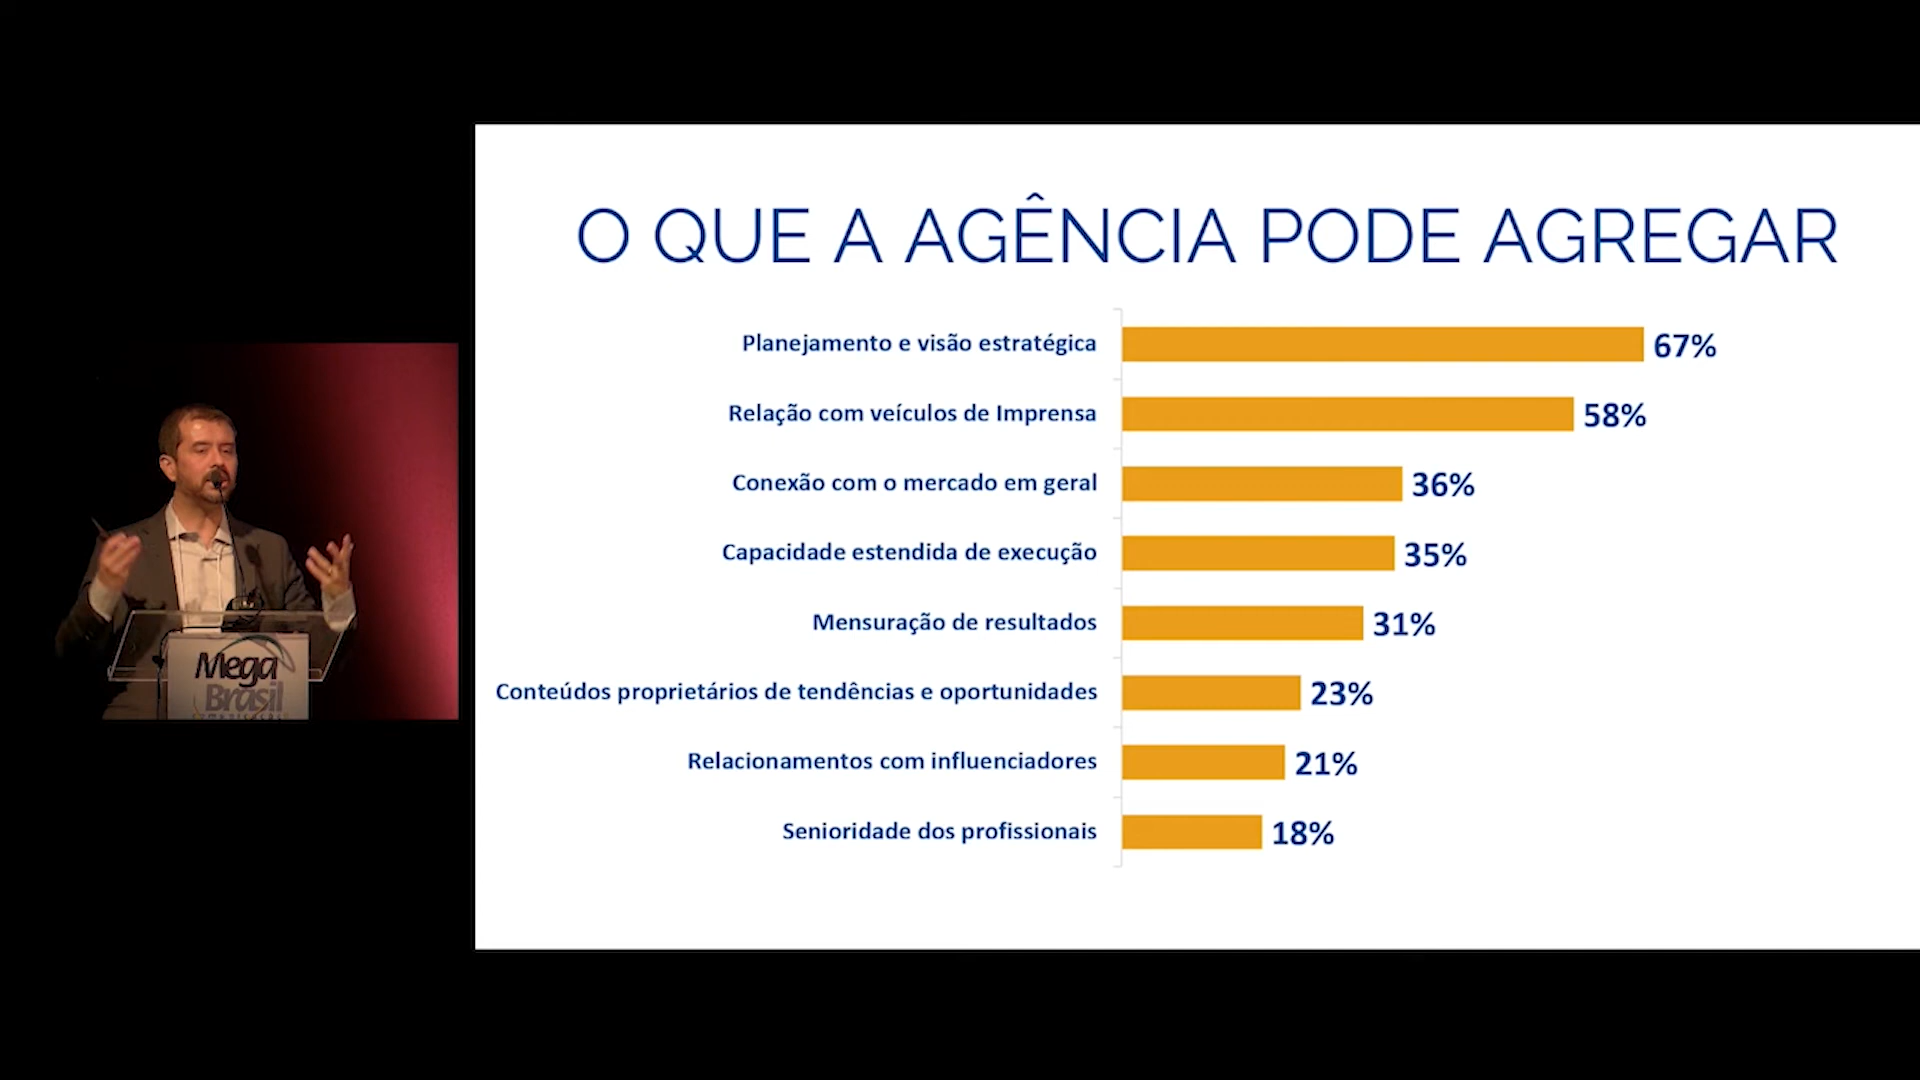 O QUE A AGÊNCIA PODE AGREGAR
Planejamento e visão estratégica 67%
Relação com veículos de Imprensa 58%
Conexão com o mercado em geral 36%
Capacidade estendida de execução 35%
Mensuração de resultados 31%
Conteúdos proprietários de tendências e oportunidades 23%
Relacionamentos com influenciadores 21%
Senioridade dos profissionais 18%
Mega
Brasil